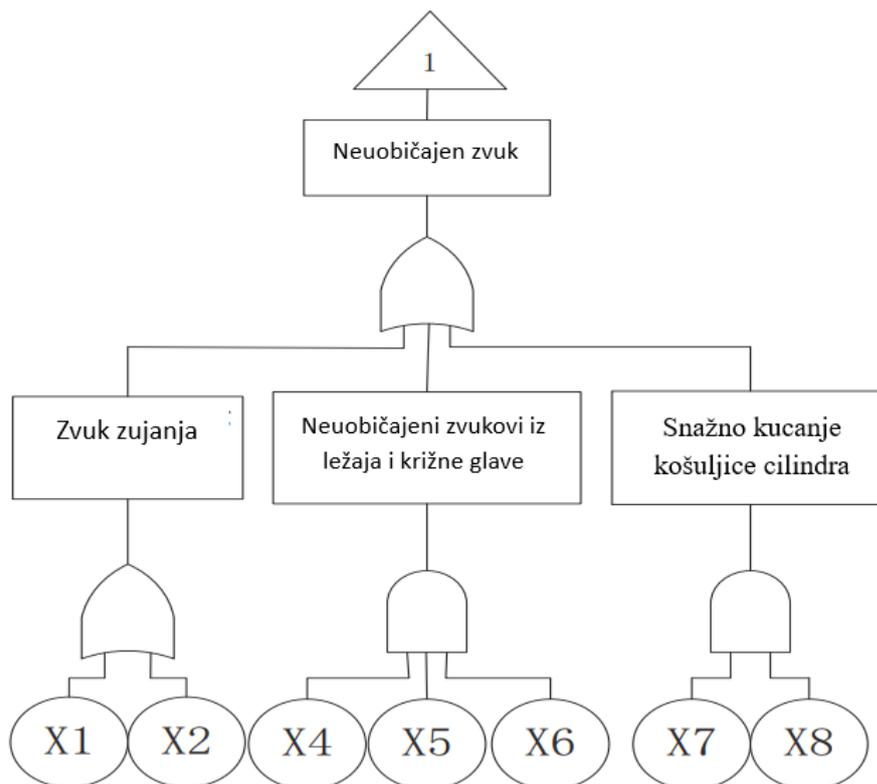 1
Neuobičajen zvuk
Zvuk zujanja
Neuobičajeni zvukovi iz
ležaja i križne glave
Snažno kucanje
košuljice cilindra
X1
X2
X4
X5
X6
X7
X8